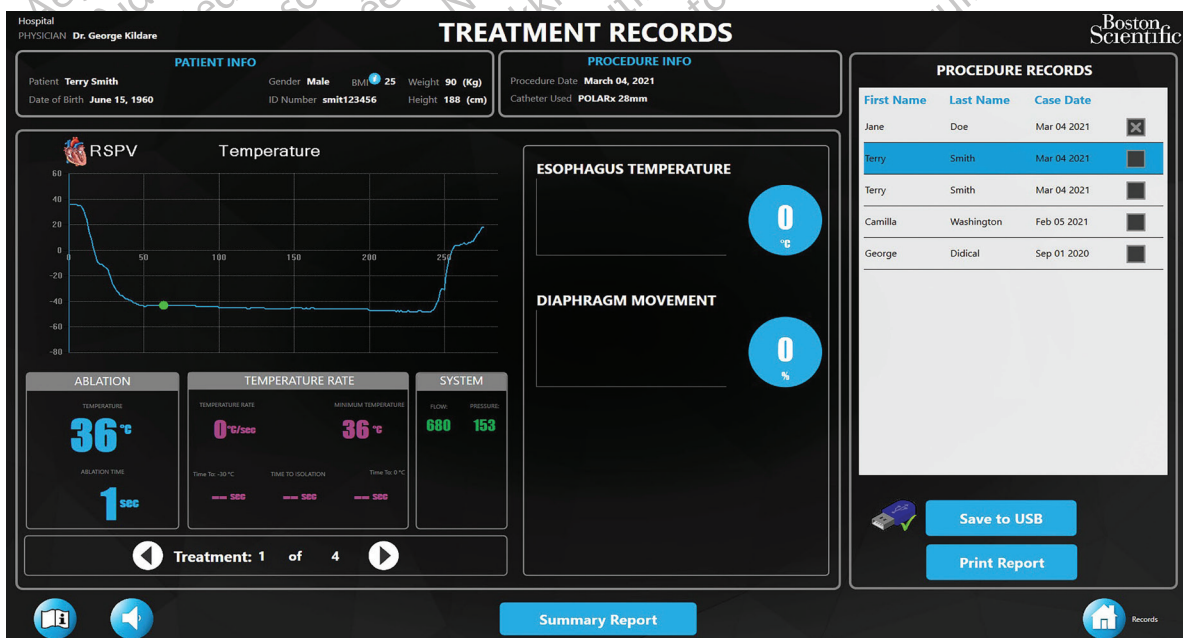 Hospital
PHYSICIAN Dr. George Kildare
TREATMENT RECORDS
Boston
Scientific
PATIENT INFO
Patient Terry Smith Gender Male BMI 25 Weight 90 (Kg)
Date of Birth June 15, 1960 ID Number smit123456 Height 188 (cm)
PROCEDURE INFO
Procedure Date March 04, 2021
Catheter Used POLARx 28mm
RSPV Temperature
60
40
20
0
-20
-40
-60
-80
0 50 100 150 200 250
ABLATION
TEMPERATURE
36 °C
ABLATION TIME
1 sec
TEMPERATURE RATE
TEMPERATURE RATE MINIMUM TEMPERATURE
0 °C/sec 36 °C
Time To: -30 °C TIME TO ISOLATION Time To: 0 °C
-- sec -- sec -- sec
SYSTEM
FLOW: PRESSURE:
680 153
Treatment: 1 of 4
ESOPHAGUS TEMPERATURE
0
°C
DIAPHRAGM MOVEMENT
0
%
PROCEDURE RECORDS
First Name Last Name Case Date
Jane Doe Mar 04 2021
Terry Smith Mar 04 2021
Terry Smith Mar 04 2021
Camilla Washington Feb 05 2021
George Didical Sep 01 2020
Save to USB
Print Report
Summary Report
Records